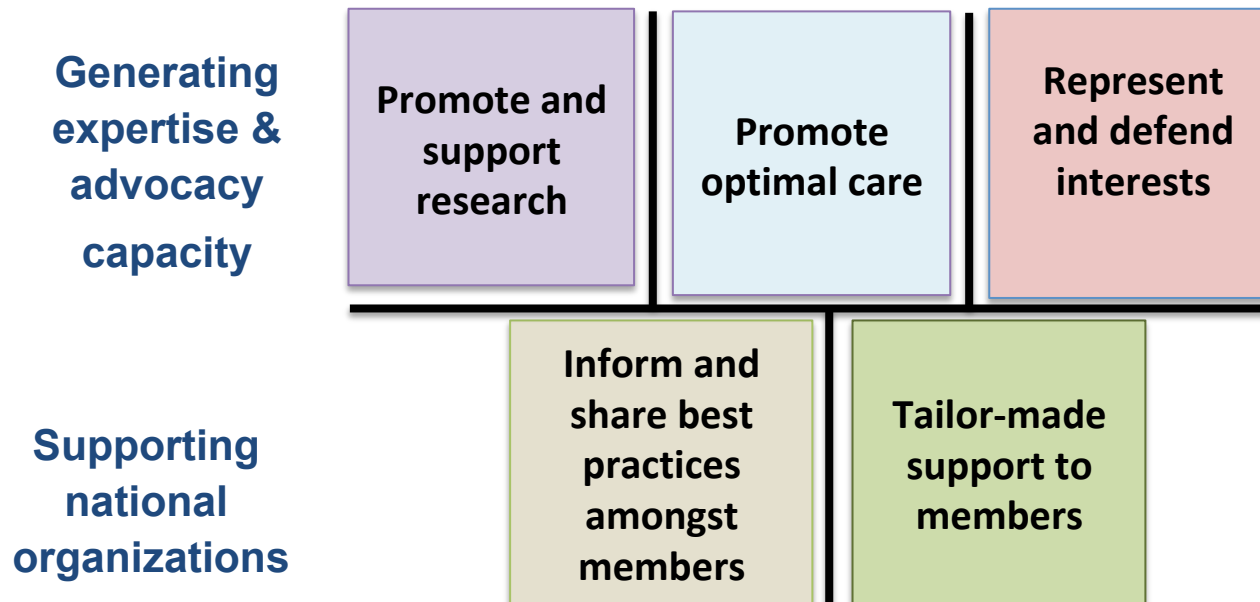 Generating
expertise &
advocacy
capacity
Promote and
support
research
Promote
optimal care
Represent
and defend
interests
Supporting
national
organizations
Inform and
share best
practices
amongst
members
Tailor-made
support to
members